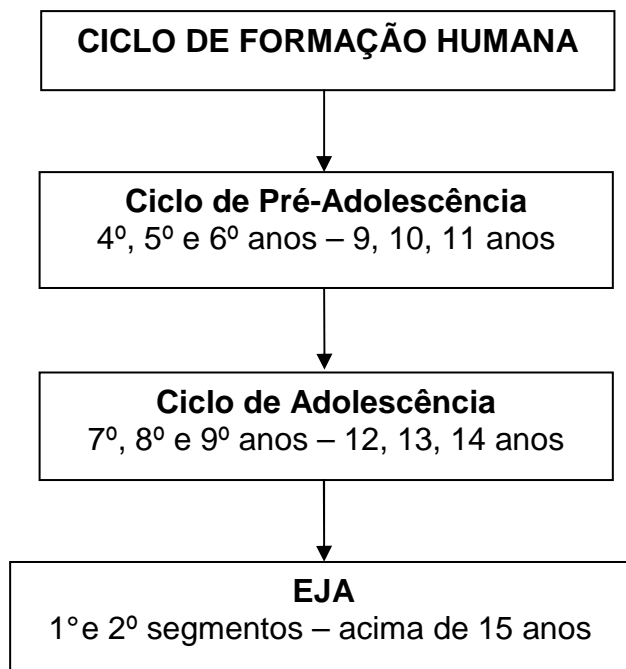 CICLO DE FORMAÇÃO HUMANA
Ciclo de Pré-Adolescência
4º, 5º e 6º anos – 9, 10, 11 anos
Ciclo de Adolescência
7º, 8º e 9º anos – 12, 13, 14 anos
EJA
1° e 2º segmentos – acima de 15 anos